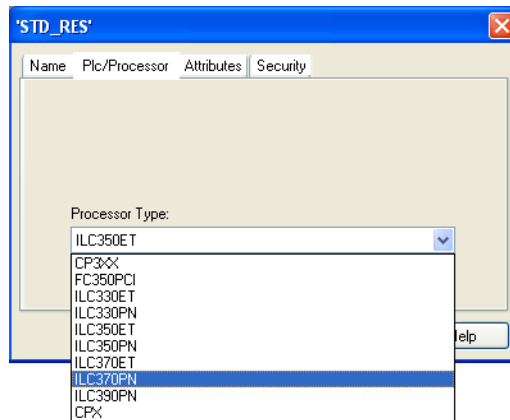 'STD_RES'
Name Plc/Processor Attributes Security
Processor Type:
ILC350ET
CP3XX
FC350PCI
ILC330ET
ILC330PN
ILC350ET
ILC350PN
ILC370ET
ILC370PN
ILC390PN
CPX